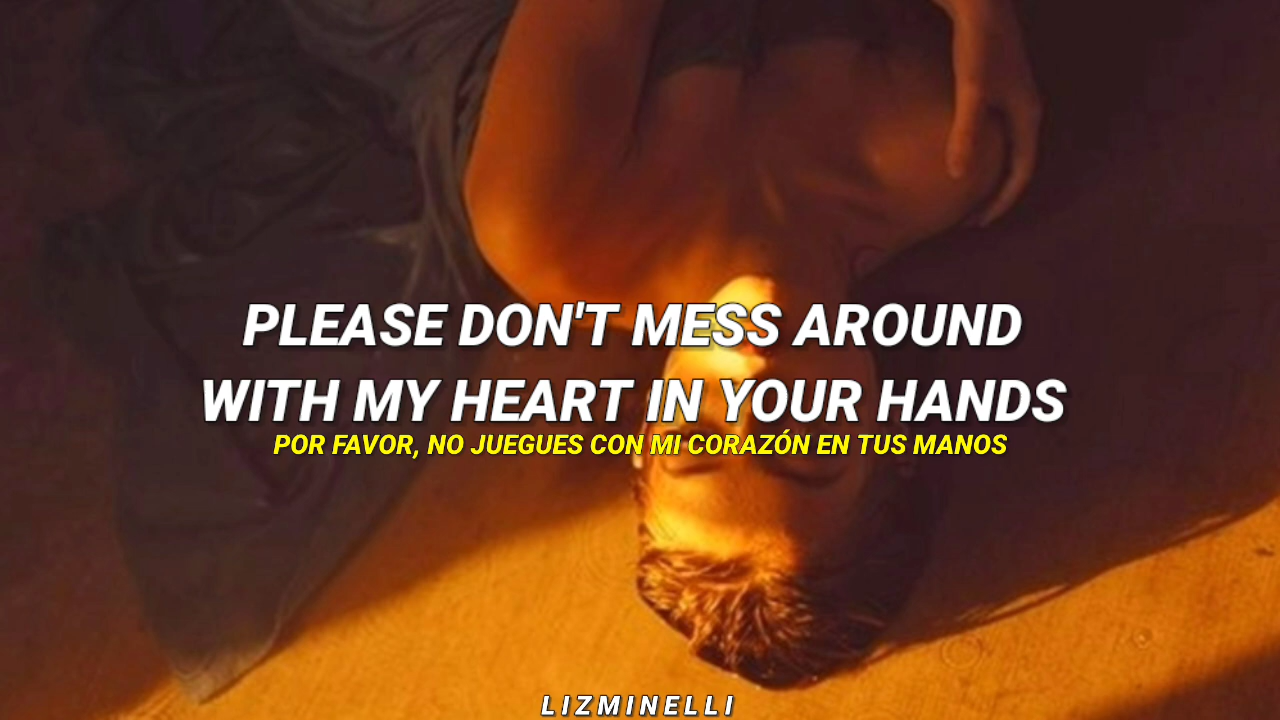 PLEASE DON'T MESS AROUND
WITH MY HEART IN YOUR HANDS
POR FAVOR, NO JUEGUES CON MI CORAZÓN EN TUS MANOS
LIZMINELLI